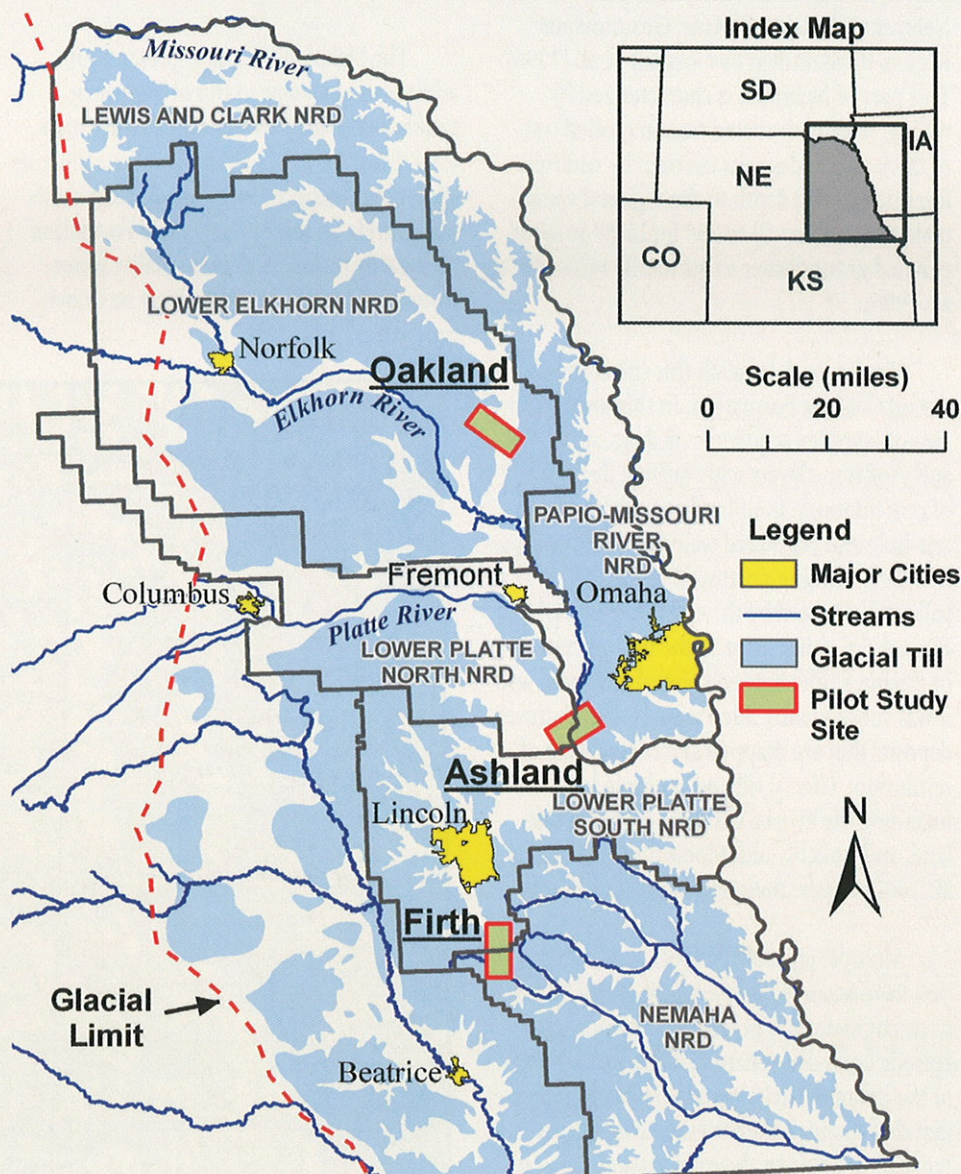 Missouri River
LEWIS AND CLARK NRD
LOWER ELKHORN NRD
Norfolk
Oakland
Elkhorn River
PAPIO-MISSOURI
RIVER
NRD
Columbus
Fremont
Omaha
Platte River
LOWER PLATTE
NORTH NRD
Ashland
LOWER PLATTE
SOUTH NRD
Lincoln
Firth
Glacial
Limit
NEMAHA
NRD
Beatrice
Index Map
SD
IA
NE
CO
KS
Scale (miles)
0 20 40
Legend
Major Cities
Streams
Glacial Till
Pilot Study
Site
N